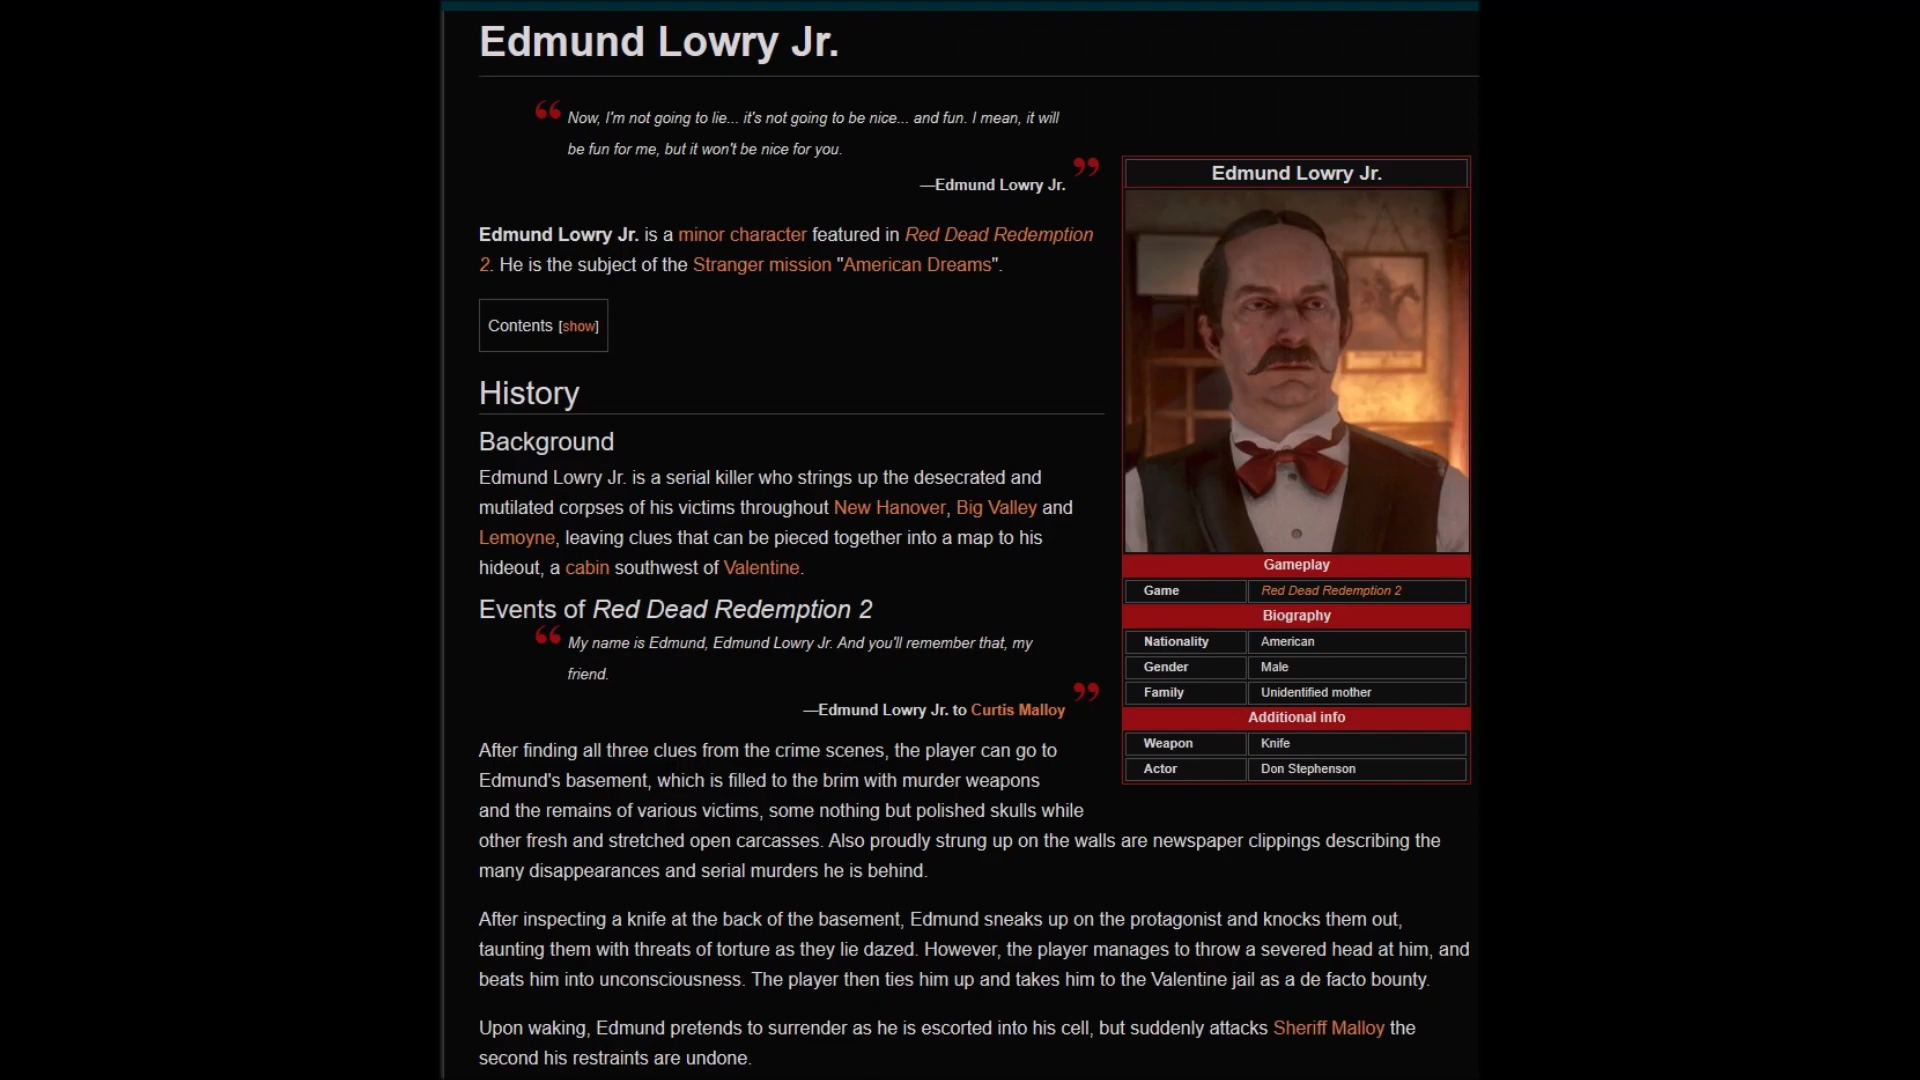 Edmund Lowry Jr.
“ Now, I'm not going to lie... it's not going to be nice... and fun. I mean, it will
be fun for me, but it won't be nice for you. ”
—Edmund Lowry Jr.
Edmund Lowry Jr. is a minor character featured in Red Dead Redemption
2. He is the subject of the Stranger mission "American Dreams".
Contents [show]
History
Background
Edmund Lowry Jr. is a serial killer who strings up the desecrated and
mutilated corpses of his victims throughout New Hanover, Big Valley and
Lemoyne, leaving clues that can be pieced together into a map to his
hideout, a cabin southwest of Valentine.
Events of Red Dead Redemption 2
“ My name is Edmund, Edmund Lowry Jr. And you'll remember that, my
friend. ”
—Edmund Lowry Jr. to Curtis Malloy
After finding all three clues from the crime scenes, the player can go to
Edmund's basement, which is filled to the brim with murder weapons
and the remains of various victims, some nothing but polished skulls while
other fresh and stretched open carcasses. Also proudly strung up on the walls are newspaper clippings describing the
many disappearances and serial murders he is behind.
After inspecting a knife at the back of the basement, Edmund sneaks up on the protagonist and knocks them out,
taunting them with threats of torture as they lie dazed. However, the player manages to throw a severed head at him, and
beats him into unconsciousness. The player then ties him up and takes him to the Valentine jail as a de facto bounty.
Upon waking, Edmund pretends to surrender as he is escorted into his cell, but suddenly attacks Sheriff Malloy the
second his restraints are undone.
Edmund Lowry Jr.
Gameplay
Game Red Dead Redemption 2
Biography
Nationality American
Gender Male
Family Unidentified mother
Additional info
Weapon Knife
Actor Don Stephenson